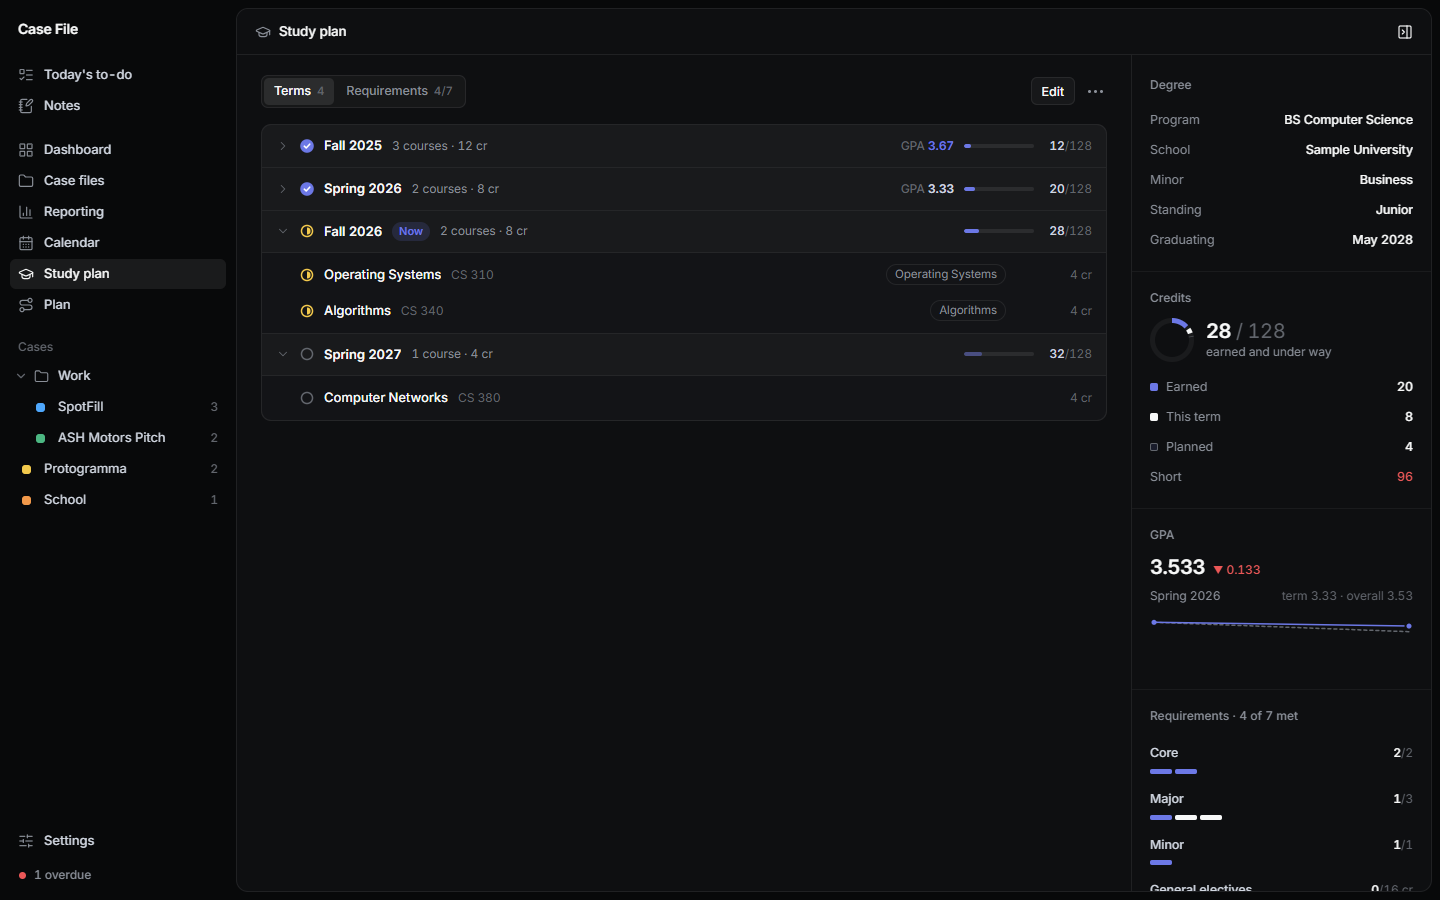 Case File
Today's to-do
Notes
Dashboard
Case files
Reporting
Calendar
Study plan
Plan
Cases
Work
SpotFill 3
ASH Motors Pitch 2
Protogramma 2
School 1
Settings
1 overdue
Study plan
Terms 4 Requirements 4/7
Edit
Fall 2025 3 courses · 12 cr GPA 3.67 12/128
Spring 2026 2 courses · 8 cr GPA 3.33 20/128
Fall 2026 Now 2 courses · 8 cr 28/128
Operating Systems CS 310 Operating Systems 4 cr
Algorithms CS 340 Algorithms 4 cr
Spring 2027 1 course · 4 cr 32/128
Computer Networks CS 380 4 cr
Degree
Program BS Computer Science
School Sample University
Minor Business
Standing Junior
Graduating May 2028
Credits
28 / 128
earned and under way
Earned 20
This term 8
Planned 4
Short 96
GPA
3.533 ▼ 0.133
Spring 2026 term 3.33 · overall 3.53
Requirements · 4 of 7 met
Core 2/2
Major 1/3
Minor 1/1
General electives 0/16 cr